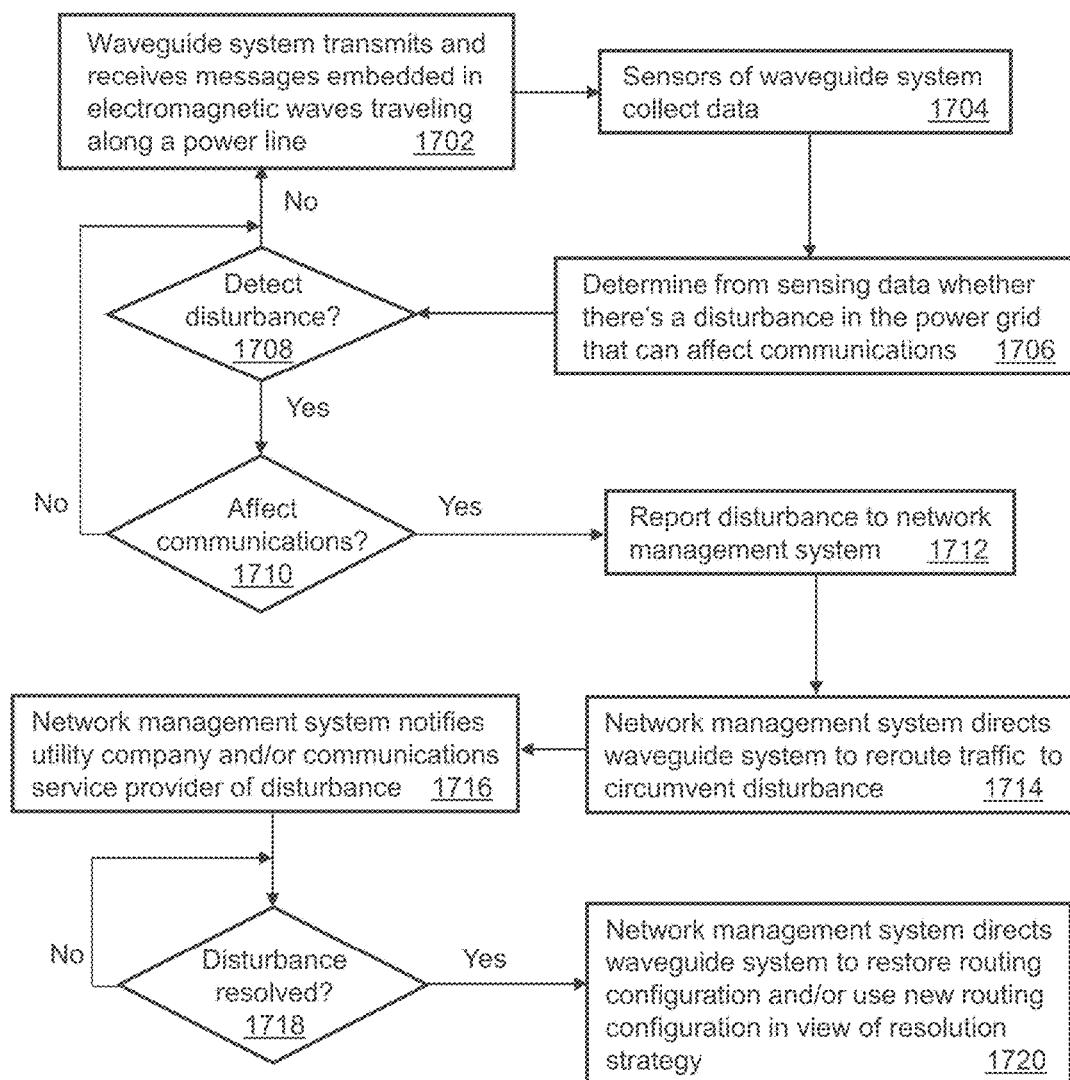 Waveguide system transmits and
receives messages embedded in
electromagnetic waves traveling
along a power line 1702
Sensors of waveguide system
collect data 1704
No
Detect
disturbance?
1708
Determine from sensing data whether
there's a disturbance in the power grid
that can affect communications 1706
Yes
No
Affect
communications?
1710
Yes
Report disturbance to network
management system 1712
Network management system notifies
utility company and/or communications
service provider of disturbance 1716
Network management system directs
waveguide system to reroute traffic to
circumvent disturbance 1714
No
Disturbance
resolved?
1718
Yes
Network management system directs
waveguide system to restore routing
configuration and/or use new routing
configuration in view of resolution
strategy 1720